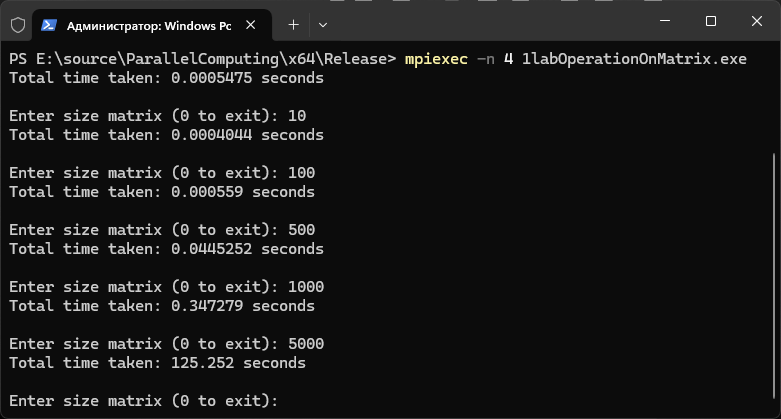 Администратор: Windows Pc
PS E:\source\ParallelComputing\x64\Release> mpiexec -n 4 1labOperationOnMatrix.exe
Total time taken: 0.0005475 seconds
Enter size matrix (0 to exit): 10
Total time taken: 0.0004044 seconds
Enter size matrix (0 to exit): 100
Total time taken: 0.000559 seconds
Enter size matrix (0 to exit): 500
Total time taken: 0.0445252 seconds
Enter size matrix (0 to exit): 1000
Total time taken: 0.347279 seconds
Enter size matrix (0 to exit): 5000
Total time taken: 125.252 seconds
Enter size matrix (0 to exit):